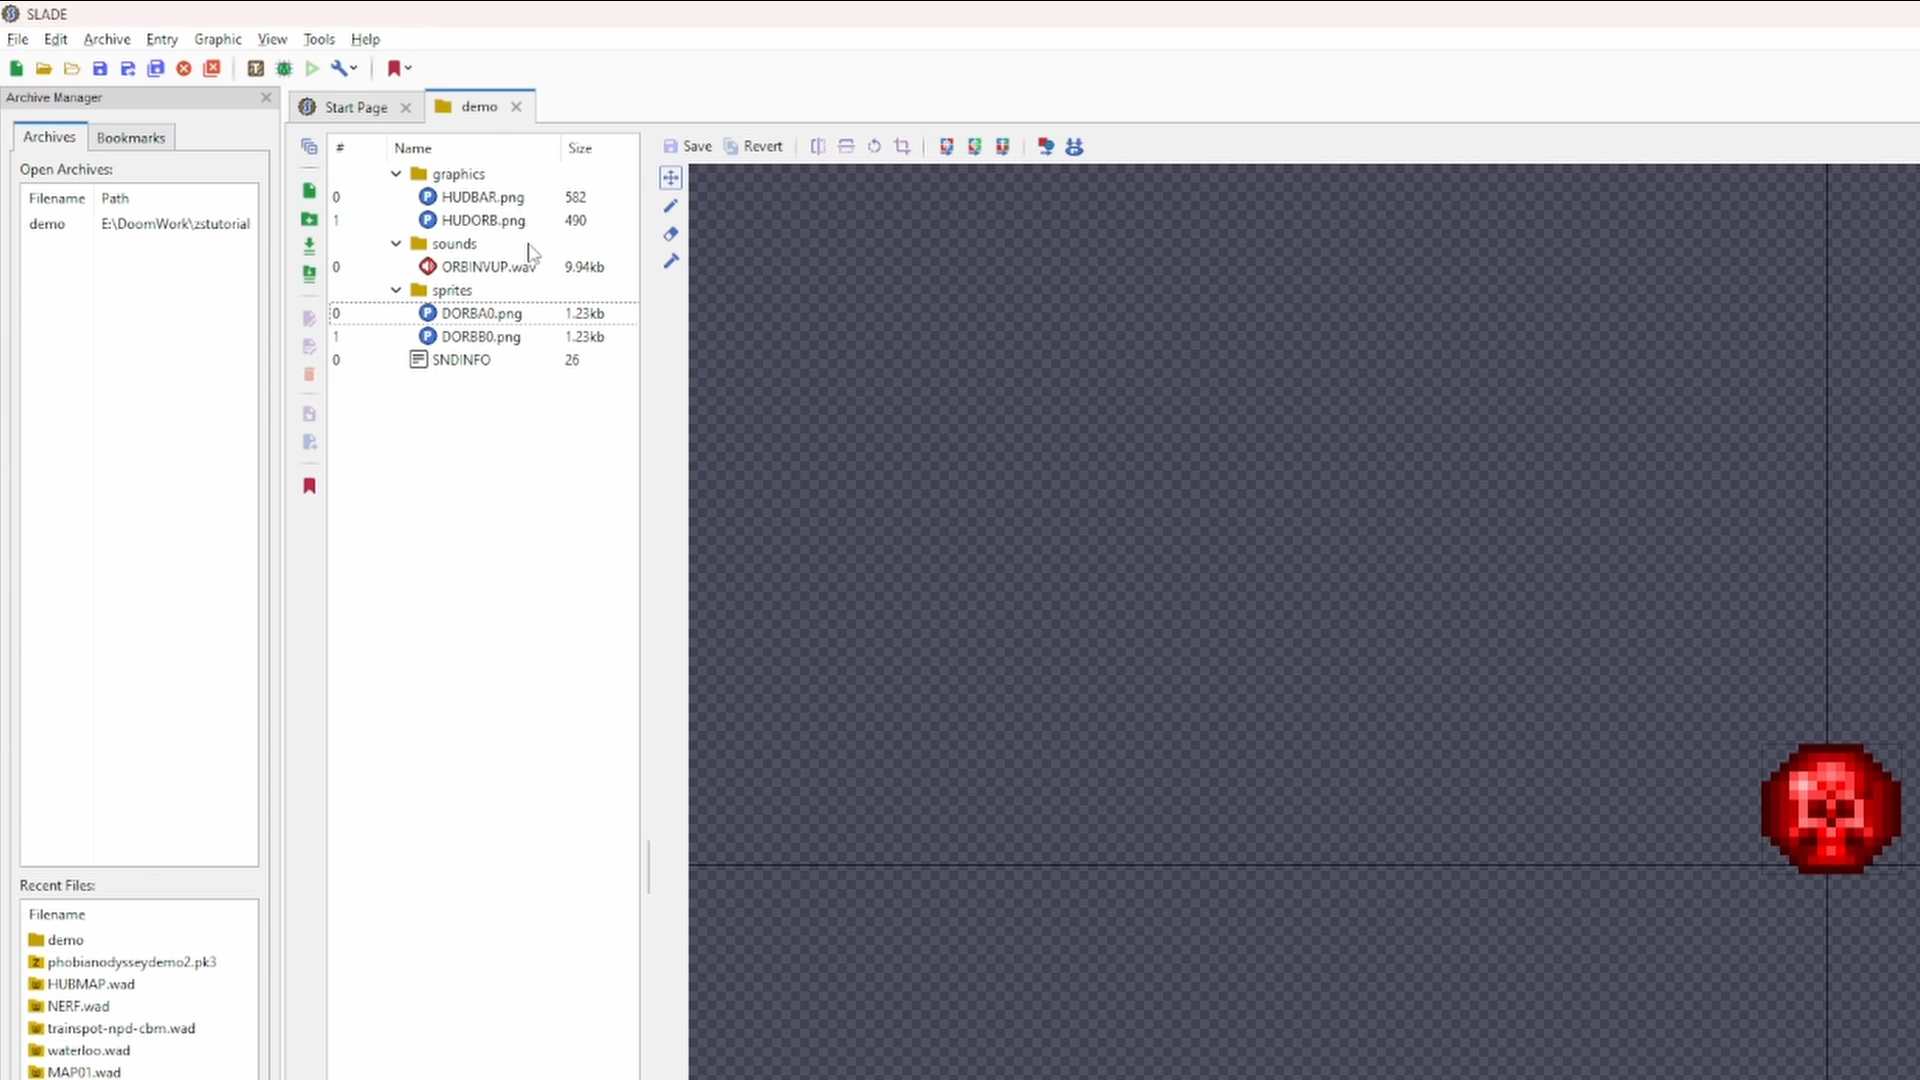 SLADE
File Edit Archive Entry Graphic View Tools Help
Archive Manager
Start Page
demo
Archives
Bookmarks
Open Archives:
Filename Path
demo E:\DoomWork\zstutorial
# Name Size
graphics
0 HUDBAR.png 582
1 HUDORB.png 490
sounds
0 ORBINVUP.wav 9.94kb
sprites
0 DORBA0.png 1.23kb
1 DORBB0.png 1.23kb
0 SNDINFO 26
Save Revert
Recent Files:
Filename
demo
phobianodysseydemo2.pk3
HUBMAP.wad
NERF.wad
trainspot-npd-cbm.wad
waterloo.wad
MAP01.wad